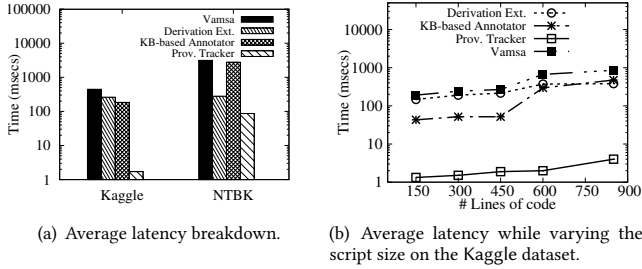 Vamsa
Derivation Ext.
KB-based Annotator
Prov. Tracker
Time (msecs)
100000
10000
1000
100
10
1
Kaggle
NTBK
(a) Average latency breakdown.
Derivation Ext.
KB-based Annotator
Prov. Tracker
Vamsa
Time (msecs)
10000
1000
100
10
1
150
300
450
600
750
900
# Lines of code
(b) Average latency while varying the
script size on the Kaggle dataset.